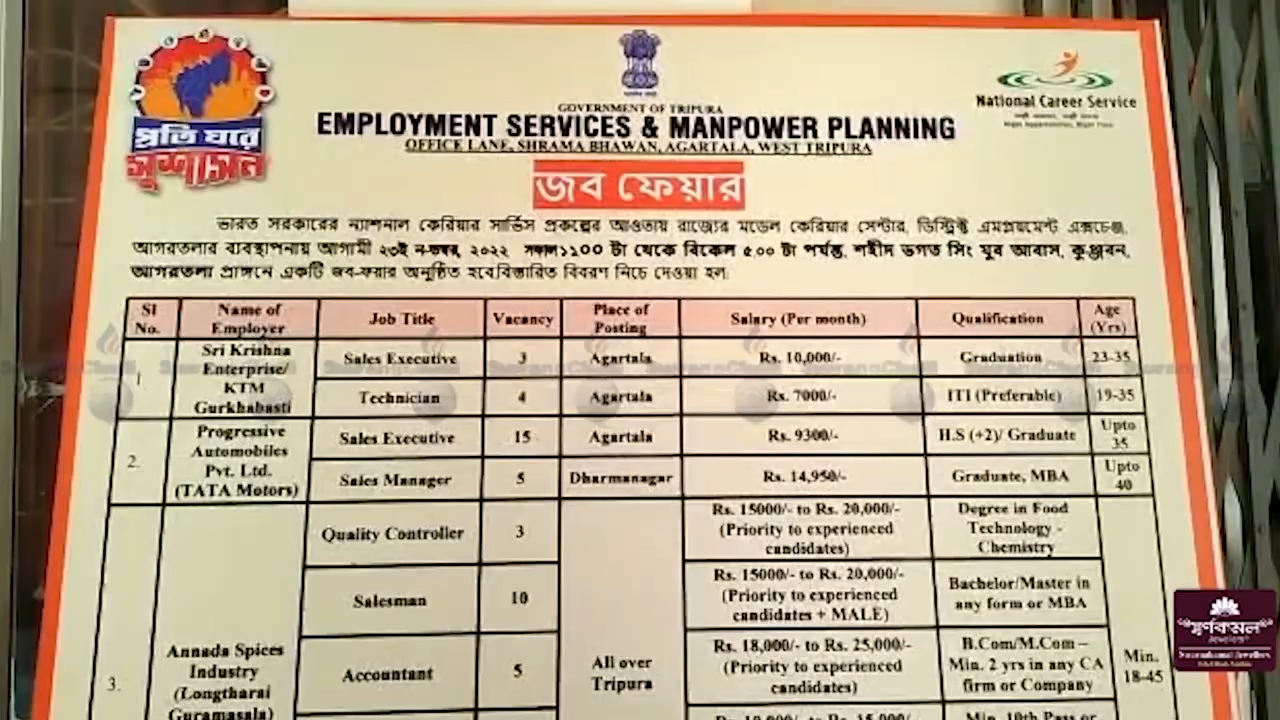 প্রতি ঘরে
সুশাসন
National Career Service
GOVERNMENT OF TRIPURA
EMPLOYMENT SERVICES & MANPOWER PLANNING
OFFICE LANE, SHRAMA BHAWAN, AGARTALA, WEST TRIPURA
জব ফেয়ার
ভারত সরকারের ন্যাশনাল কেরিয়ার সার্ভিস প্রকল্পের আওতায় রাজ্যের মডেল কেরিয়ার সেন্টার, ডিস্ট্রিক্ট এমপ্লয়মেন্ট এক্সচেঞ্জ,
আগরতলার ব্যবস্থাপনায় আগামী ২৩ই নভেম্বর, ২০২২ সকাল ১১০০ টা থেকে বিকেল ৫০০ টা পর্যন্ত, শহীদ ভগত সিং যুব আবাস, কুঞ্জবন,
আগরতলা প্রাঙ্গনে একটি জব-ফয়ার অনুষ্ঠিত হবে বিস্তারিত বিবরণ নিচে দেওয়া হল
Sl No. Name of Employer Job Title Vacancy Place of Posting Salary (Per month) Qualification Age (Yrs)
1 Sri Krishna Enterprise/ KTM Gurkhabasti Sales Executive 3 Agartala Rs. 10,000/- Graduation 23-35
Technician 4 Agartala Rs. 7000/- ITI (Preferable) 19-35
2. Progressive Automobiles Pvt. Ltd. (TATA Motors) Sales Executive 15 Agartala Rs. 9300/- H.S (+2)/ Graduate Upto 35
Sales Manager 5 Dharmanagar Rs. 14,950/- Graduate, MBA Upto 40
3. Annada Spices Industry (Longtharai Guramasala) Quality Controller 3 All over Tripura Rs. 15000/- to Rs. 20,000/- (Priority to experienced candidates) Degree in Food Technology - Chemistry Min. 18-45
Salesman 10 Rs. 15000/- to Rs. 20,000/- (Priority to experienced candidates + MALE) Bachelor/Master in any form or MBA
Accountant 5 Rs. 18,000/- to Rs. 25,000/- (Priority to experienced candidates) B.Com/M.Com – Min. 2 yrs in any CA firm or Company
Min. 10th Pass or